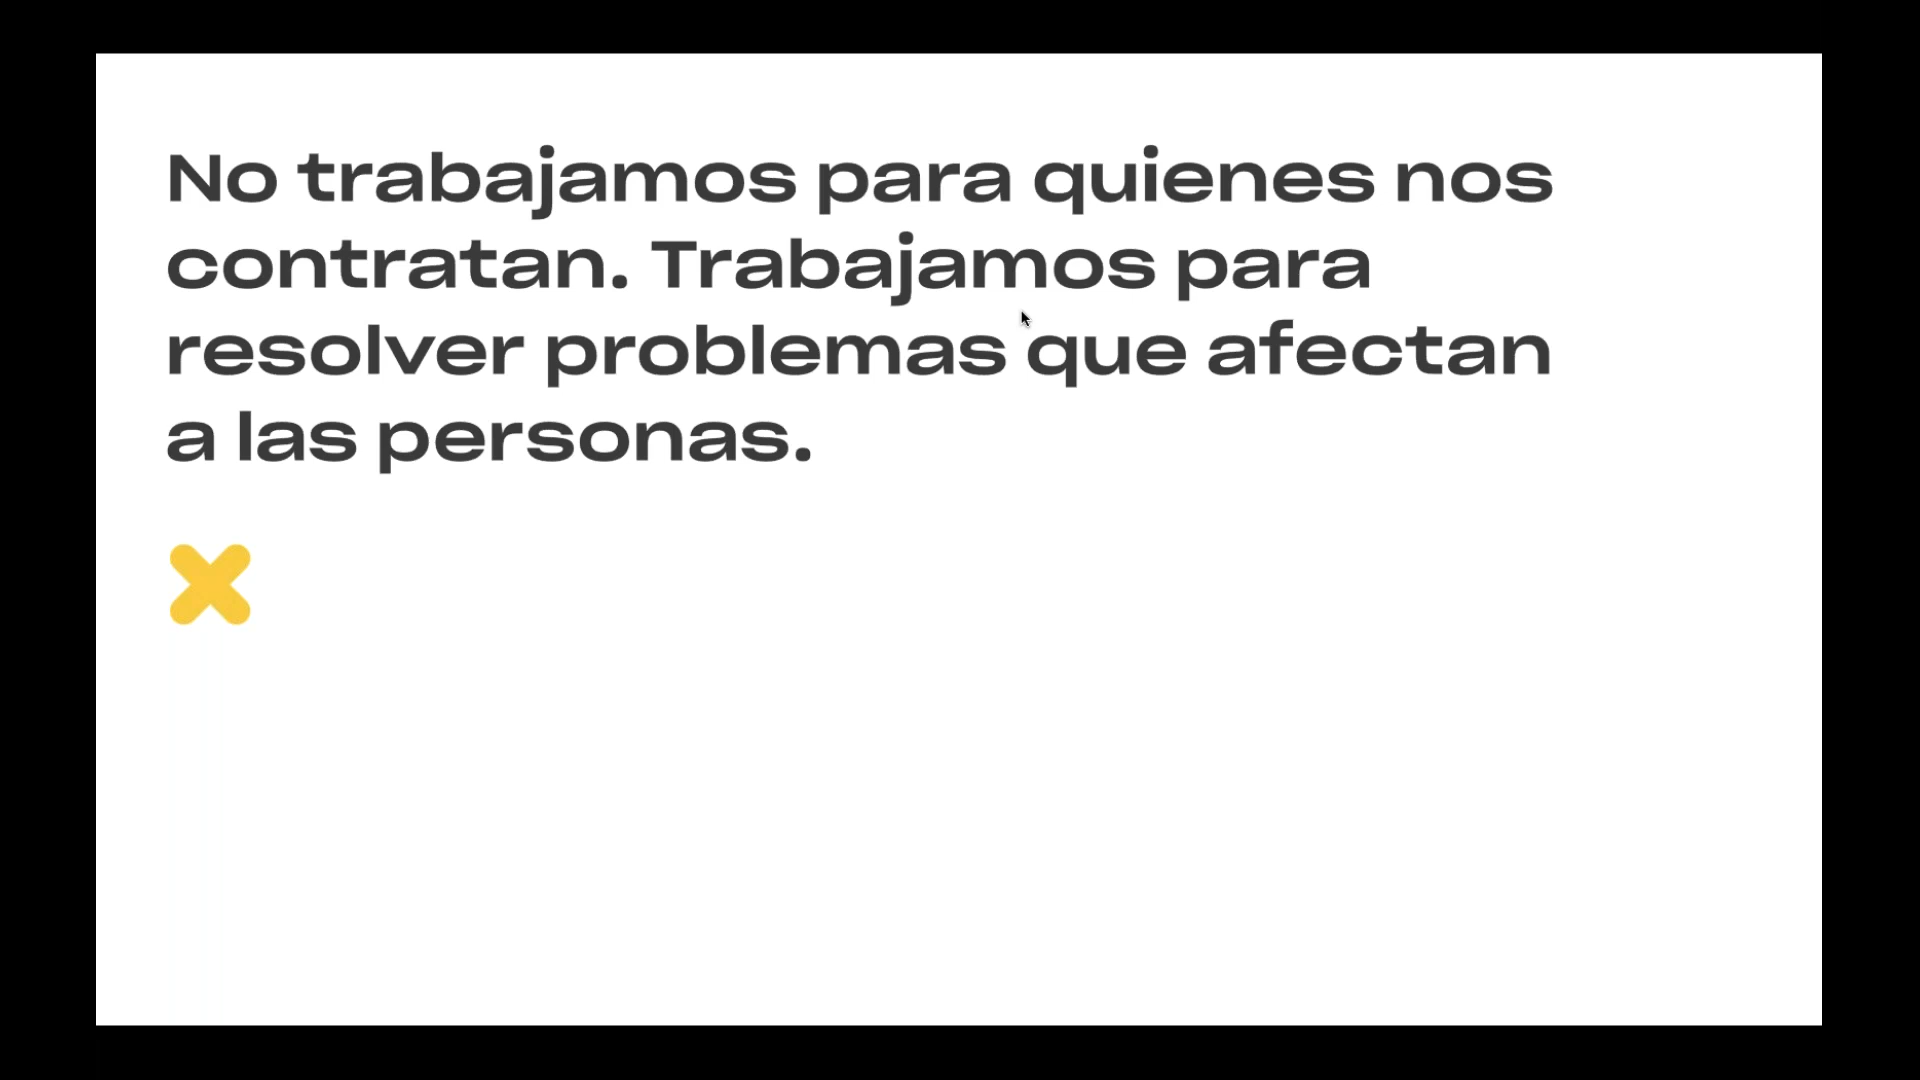 No trabajamos para quienes nos
contratan. Trabajamos para
resolver problemas que afectan
a las personas.